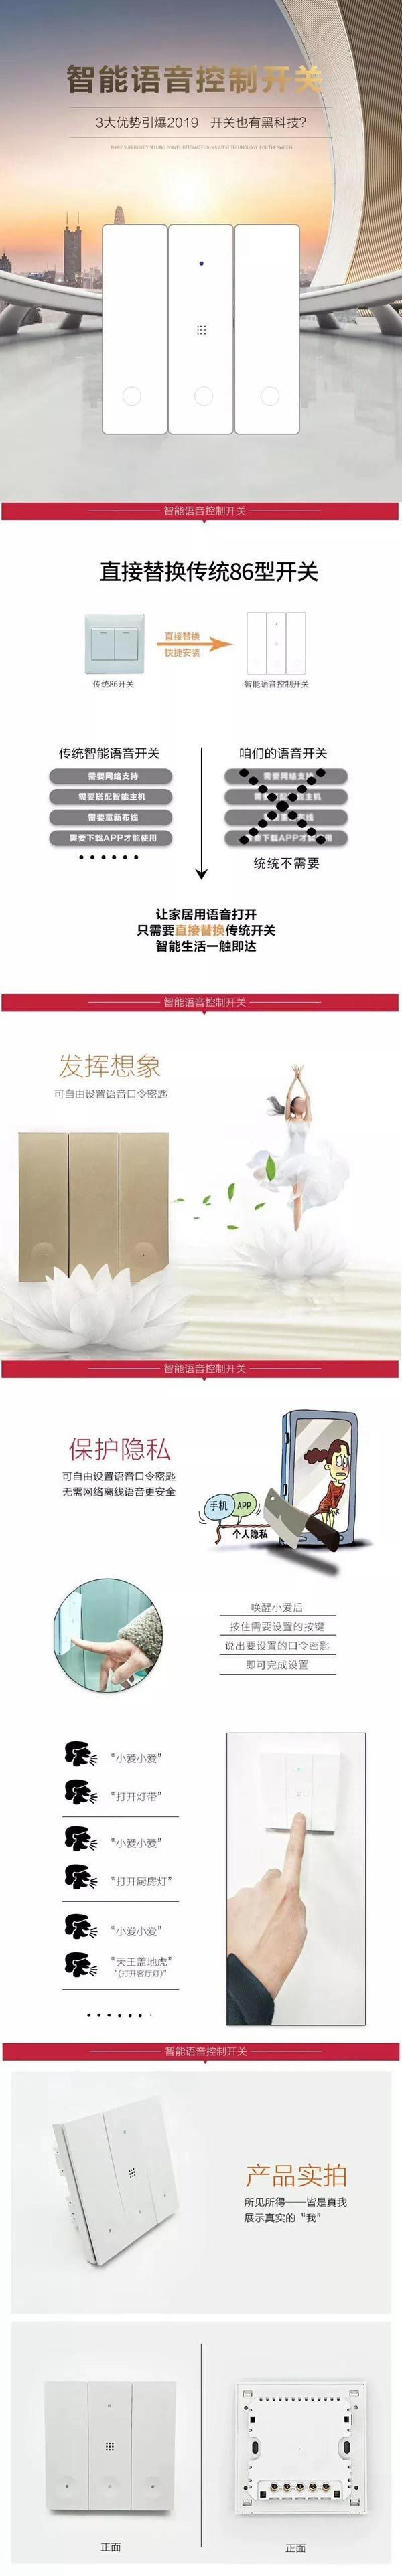 智能语音控制开关
3大优势引爆2019 开关也有黑科技?
智能语音控制开关
直接替换传统86型开关
直接替换
快捷安装
传统86开关
智能语音控制开关
传统智能语音开关
需要网络支持
需要搭配智能主机
需要重新布线
需要下载APP才能使用
咱们的语音开关
统统不需要
让家居用语音打开
只需要直接替换传统开关
智能生活一触即达
智能语音控制开关
发挥想象
可自由设置语音口令密匙
智能语音控制开关
保护隐私
可自由设置语音口令密匙
无需网络离线语音更安全
手机
APP
个人隐私
唤醒小爱后
按住需要设置的按键
说出要设置的口令密匙
即可完成设置
“小爱小爱”
“打开灯带”
“小爱小爱”
“打开厨房灯”
“小爱小爱”
“天王盖地虎”
“(打开客厅灯)”
智能语音控制开关
产品实拍
所见所得——皆是真我
展示真实的“我”
正面
正面